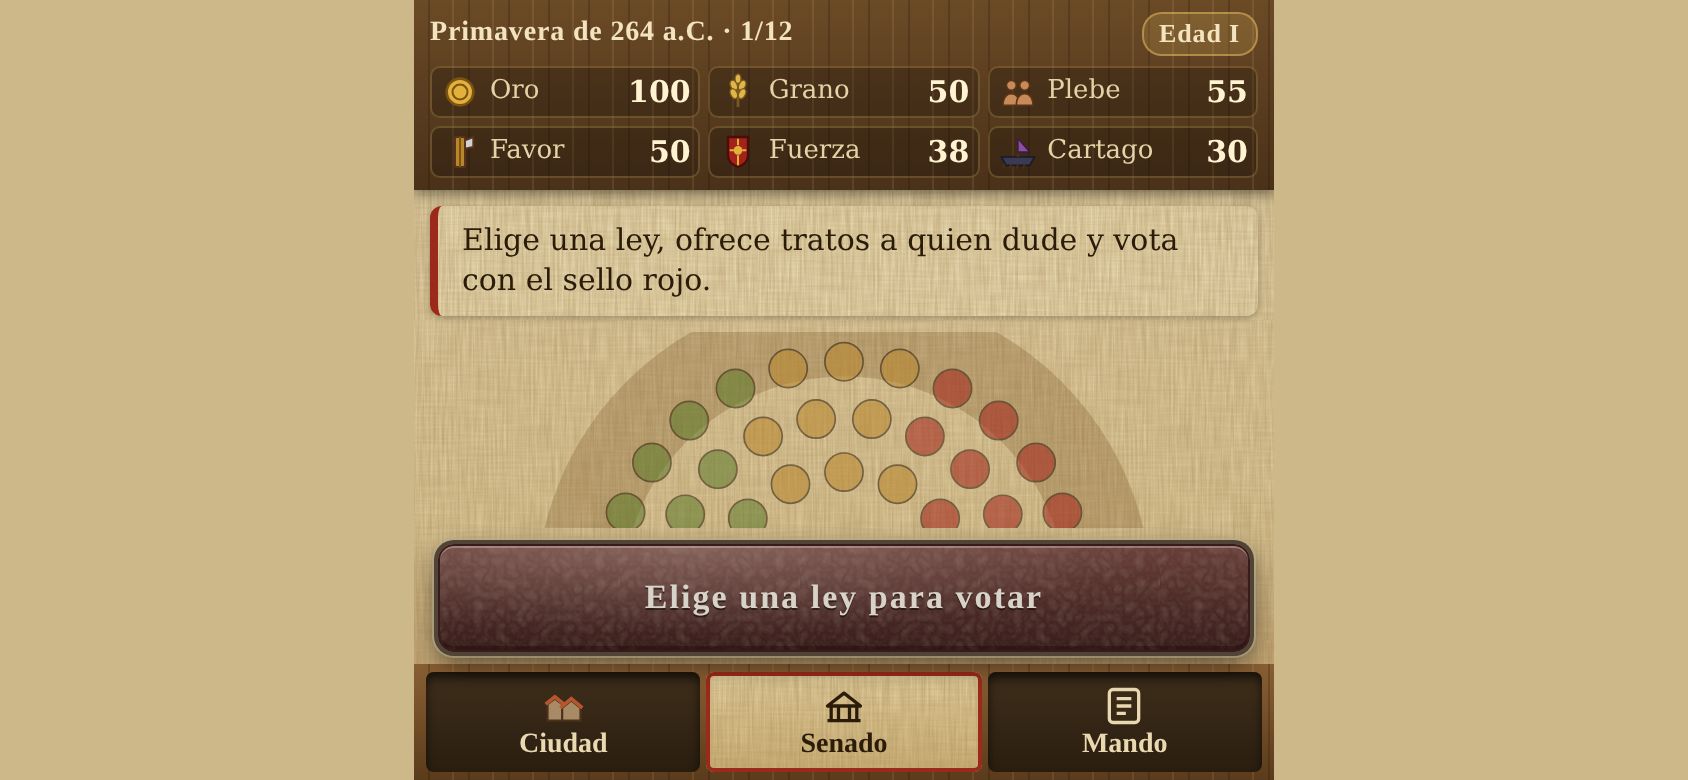 Primavera de 264 a.C. · 1/12
Edad I
Oro 100
Grano 50
Plebe 55
Favor 50
Fuerza 38
Cartago 30
Elige una ley, ofrece tratos a quien dude y vota
con el sello rojo.
Elige una ley para votar
Ciudad
Senado
Mando